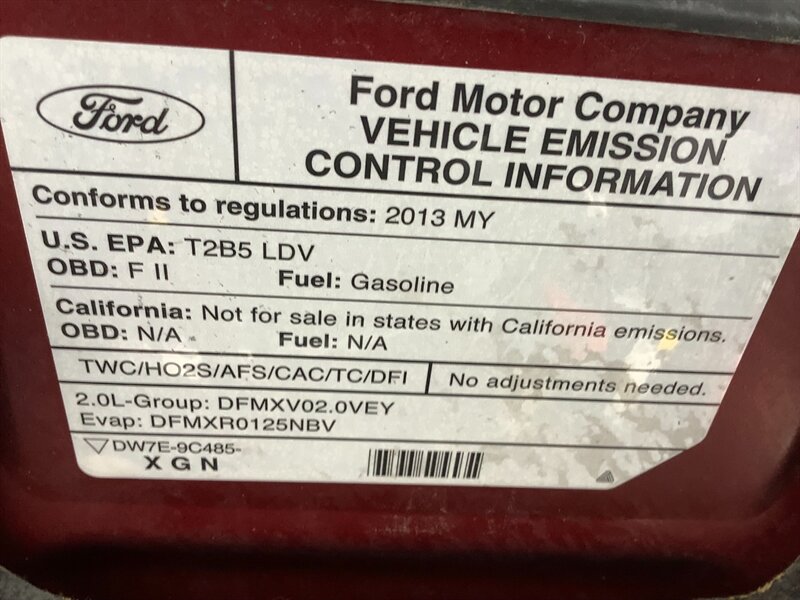 Ford
Ford Motor Company
VEHICLE EMISSION
CONTROL INFORMATION
Conforms to regulations: 2013 MY
U.S. EPA: T2B5 LDV
OBD: F II Fuel: Gasoline
California: Not for sale in states with California emissions.
OBD: N/A Fuel: N/A
TWC/HO2S/AFS/CAC/TC/DFI No adjustments needed.
2.0L-Group: DFMXV02.0VEY
Evap: DFMXR0125NBV
DW7E-9C485-
X G N